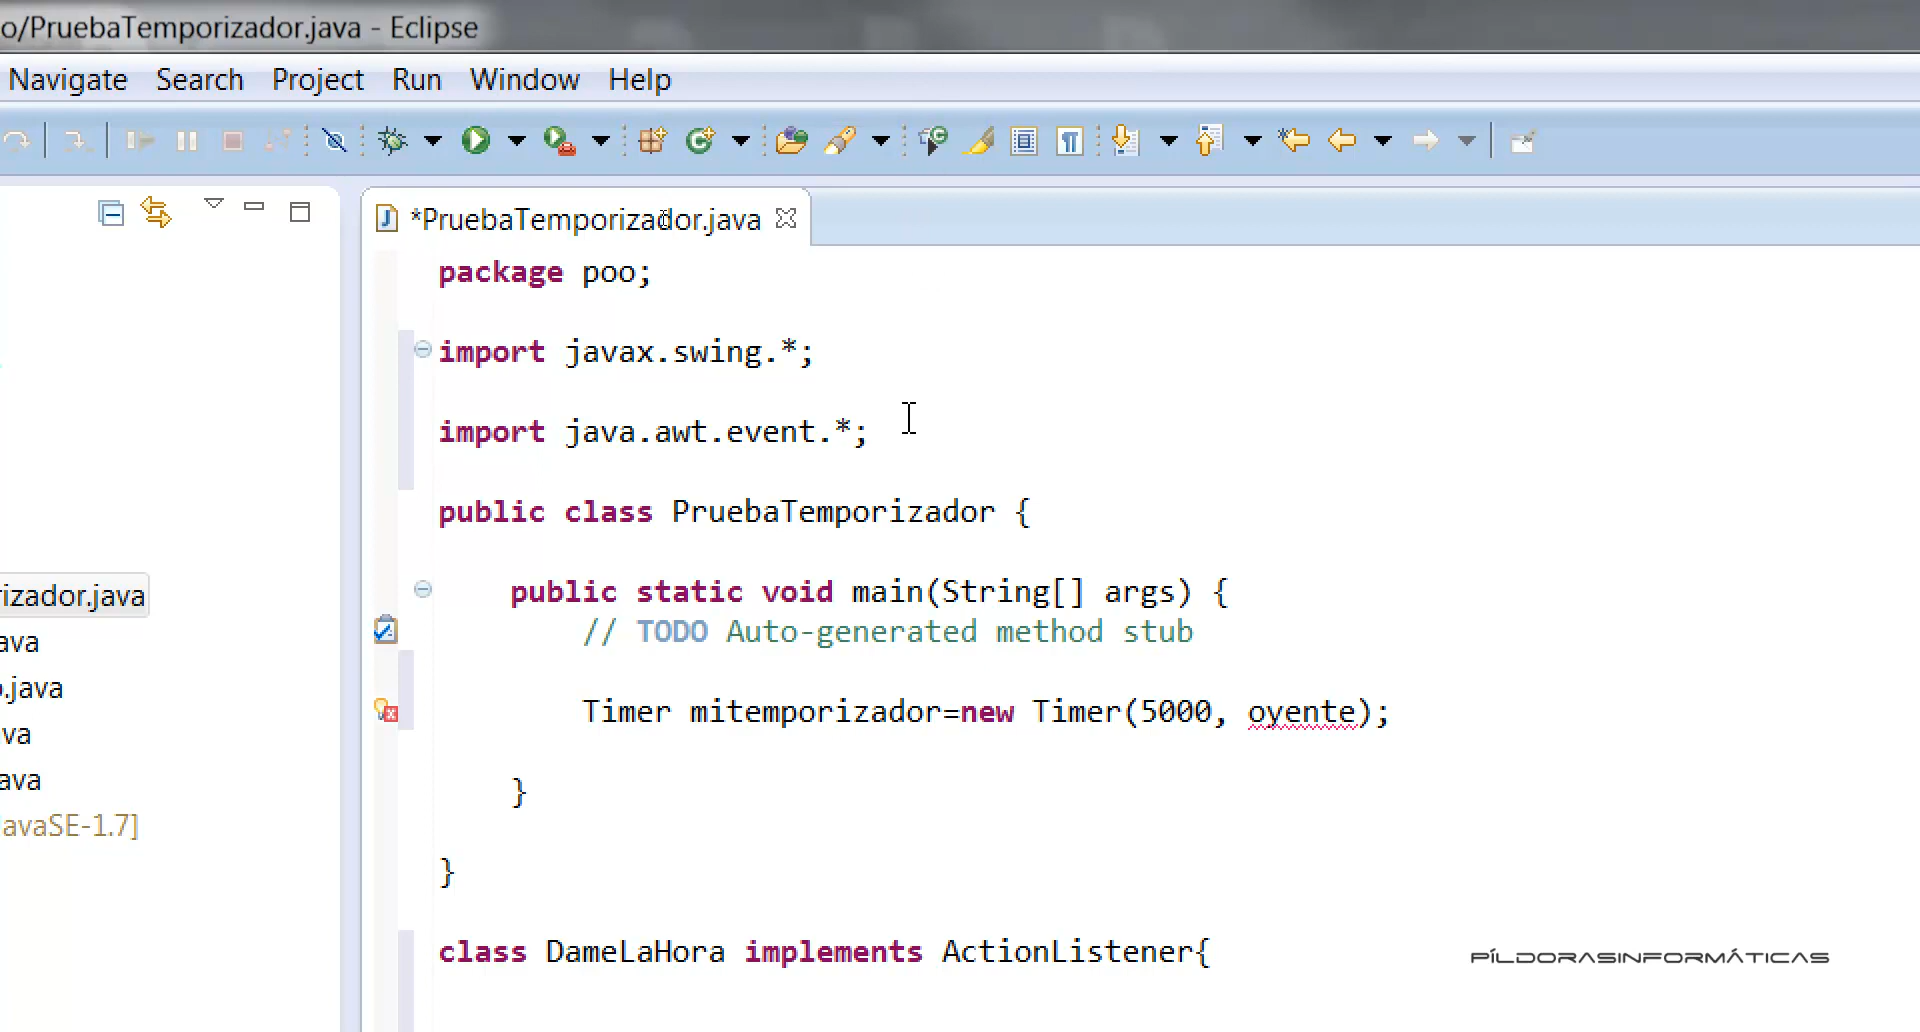 o/PruebaTemporizador.java - Eclipse
Navigate Search Project Run Window Help
*PruebaTemporizador.java
package poo;
import javax.swing.*;
import java.awt.event.*;
public class PruebaTemporizador {
public static void main(String[] args) {
// TODO Auto-generated method stub
Timer mitemporizador=new Timer(5000, oyente);
}
}
class DameLaHora implements ActionListener{
rizador.java
ava
o.java
va
ava
avaSE-1.7]
PÍLDORASINFORMÁTICAS